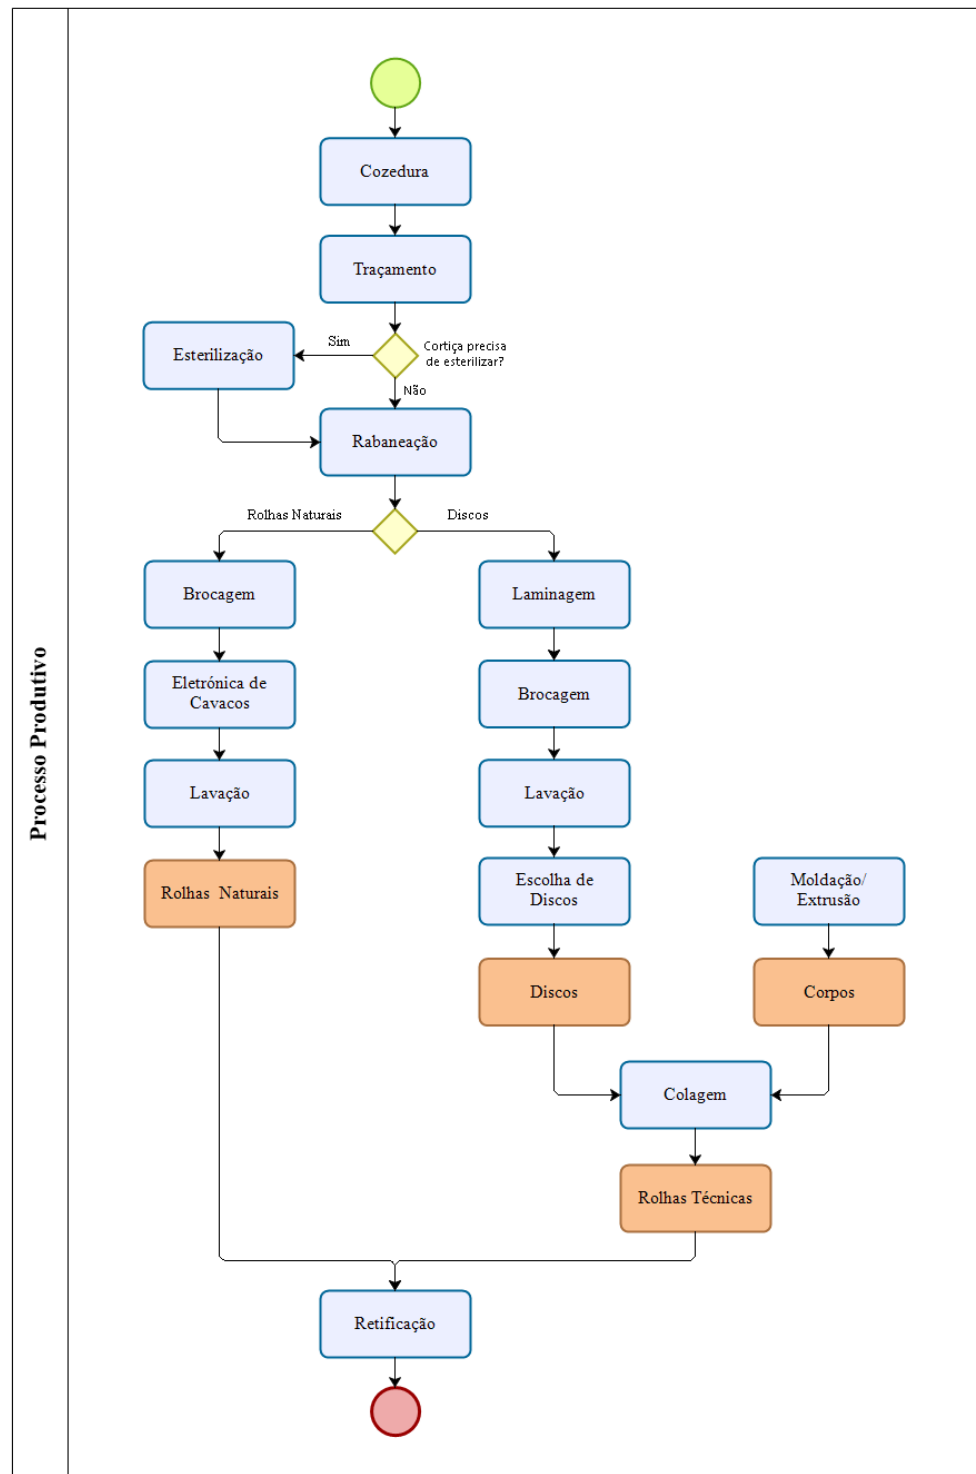 Processo Produtivo
Cozedura
Traçamento
Esterilização
Sim
Cortiça precisa
de esterilizar?
Não
Rabaneação
Rolhas Naturais
Discos
Brocagem
Laminagem
Eletrónica de
Cavacos
Brocagem
Lavação
Lavação
Rolhas Naturais
Escolha de
Discos
Moldação/
Extrusão
Discos
Corpos
Colagem
Rolhas Técnicas
Retificação